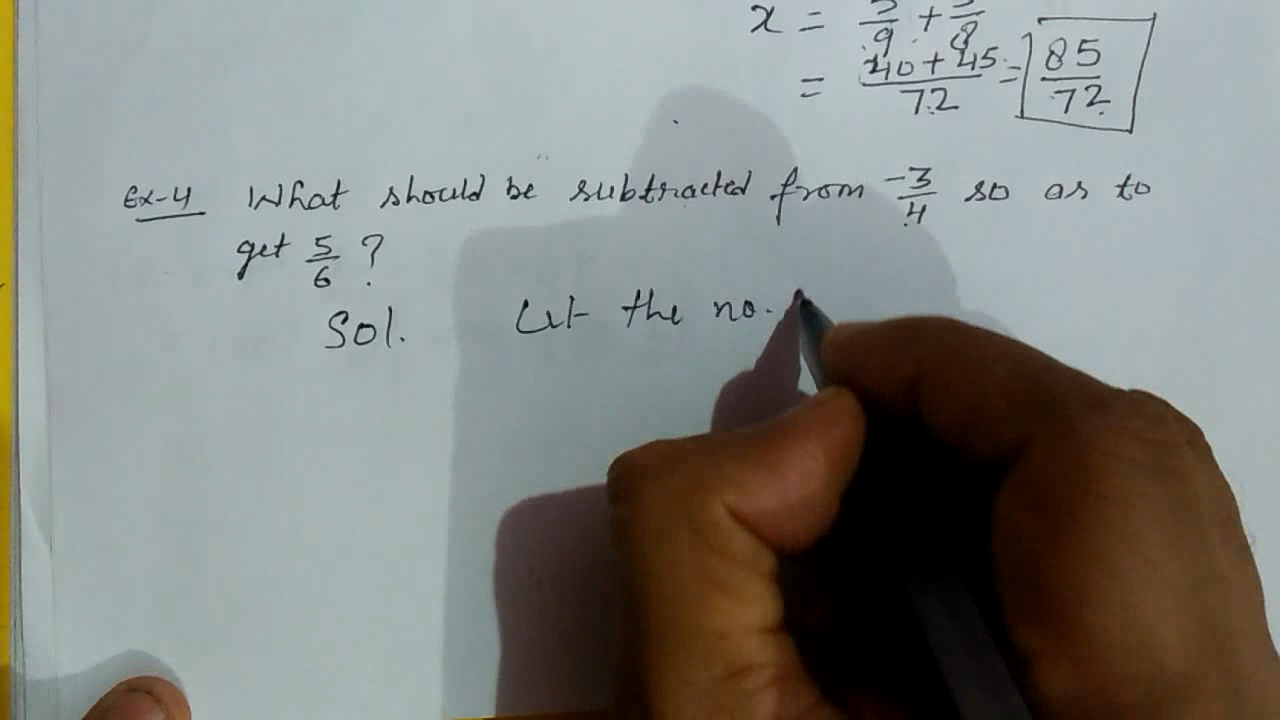 x = 5/9 + 5/8
= 40+45/72 = 85/72
Ex-4 What should be subtracted from -3/4 so as to
get 5/6 ?
Sol. Let the no.